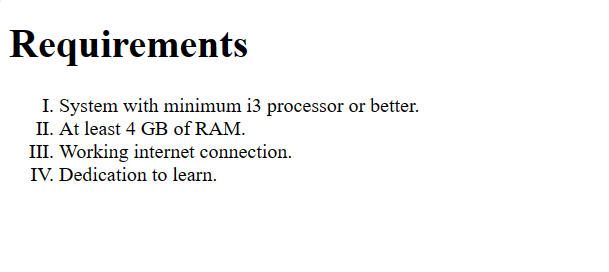 Requirements
I. System with minimum i3 processor or better.
II. At least 4 GB of RAM.
III. Working internet connection.
IV. Dedication to learn.